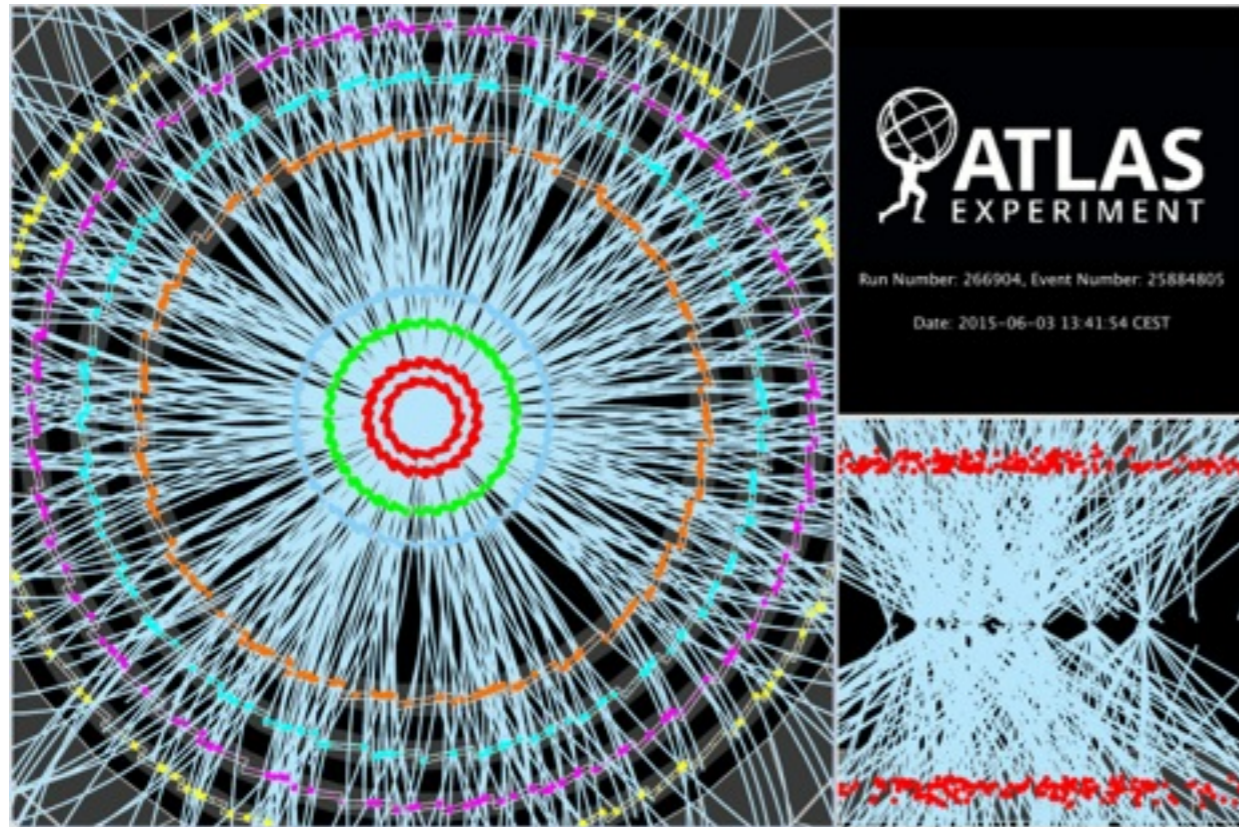 ATLAS
EXPERIMENT
Run Number: 266904, Event Number: 25884805
Date: 2015-06-03 13:41:54 CEST